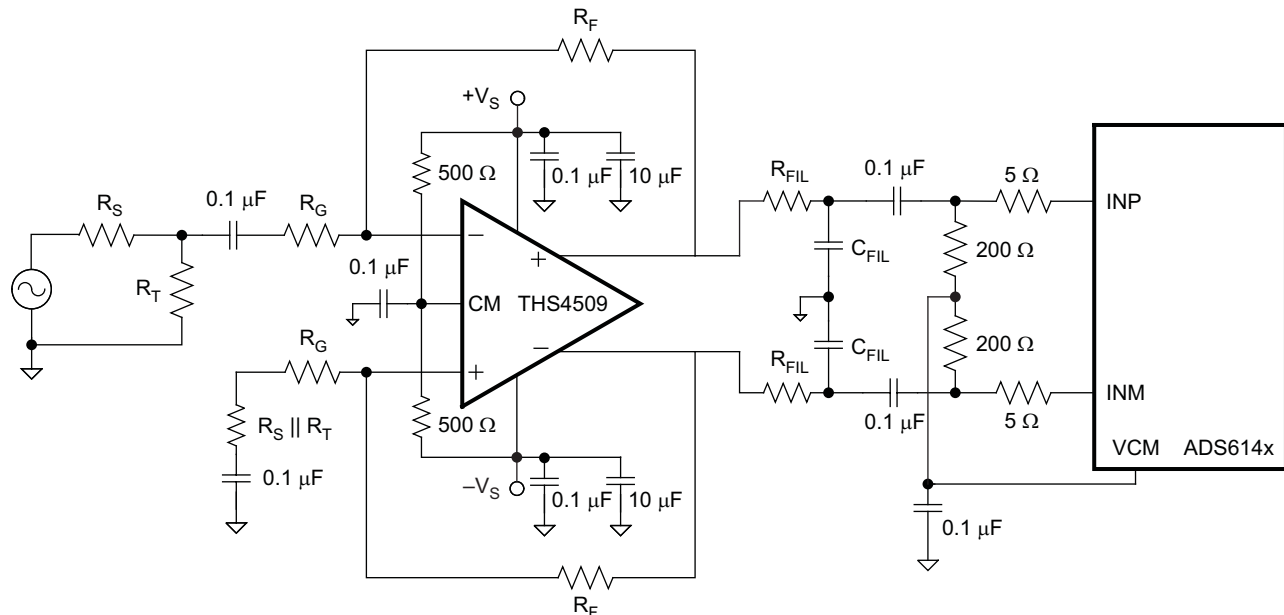 R_F
+V_S
500 Ω
0.1 μF
10 μF
R_S
0.1 μF
R_G
R_T
0.1 μF
−
+
CM
THS4509
+
−
R_FIL
0.1 μF
5 Ω
INP
C_FIL
200 Ω
C_FIL
200 Ω
R_FIL
0.1 μF
5 Ω
INM
VCM
ADS614x
R_G
R_S || R_T
0.1 μF
500 Ω
−V_S
0.1 μF
10 μF
0.1 μF
R_F